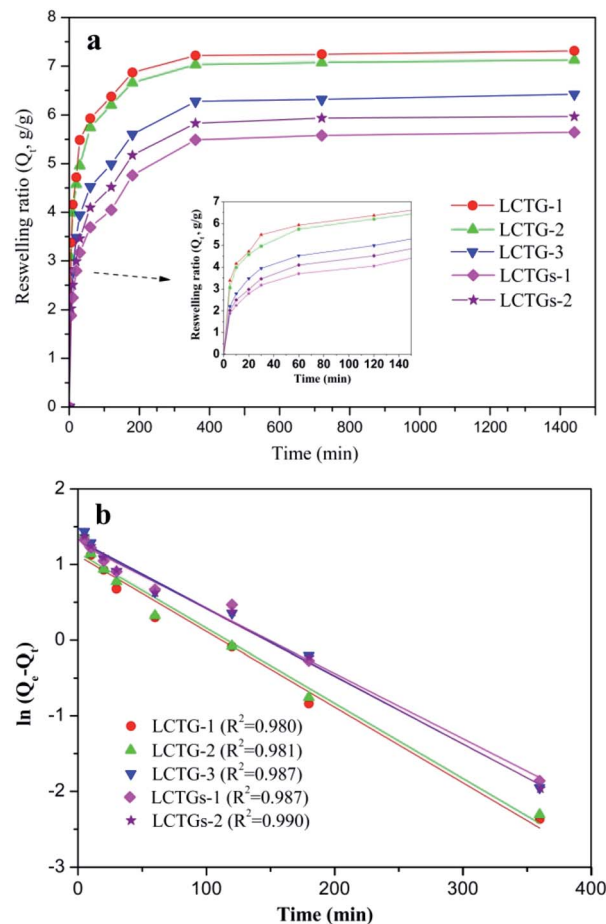 a
Reswelling ratio (Qt, g/g)
8
7
6
5
4
3
2
1
0
0 200 400 600 800 1000 1200 1400
Time (min)
LCTG-1
LCTG-2
LCTG-3
LCTGs-1
LCTGs-2
Reswelling ratio (Qt, g/g)
7
6
5
4
3
2
1
0
0 20 40 60 80 100 120 140
Time (min)
b
ln (Qe-Qt)
2
1
0
-1
-2
-3
LCTG-1 (R²=0.980)
LCTG-2 (R²=0.981)
LCTG-3 (R²=0.987)
LCTGs-1 (R²=0.987)
LCTGs-2 (R²=0.990)
0 100 200 300 400
Time (min)